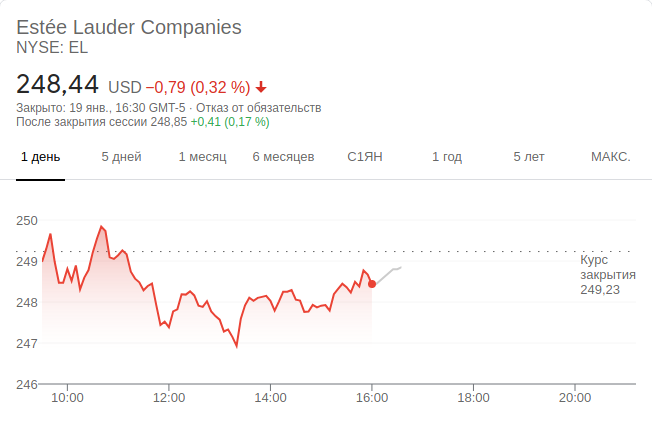 Estée Lauder Companies
NYSE: EL
248,44 USD −0,79 (0,32 %)
Закрыто: 19 янв., 16:30 GMT-5 · Отказ от обязательств
После закрытия сессии 248,85 +0,41 (0,17 %)
1 день 5 дней 1 месяц 6 месяцев С1ЯН 1 год 5 лет МАКС.
250
249
248
247
246
Курс
закрытия
249,23
10:00 12:00 14:00 16:00 18:00 20:00